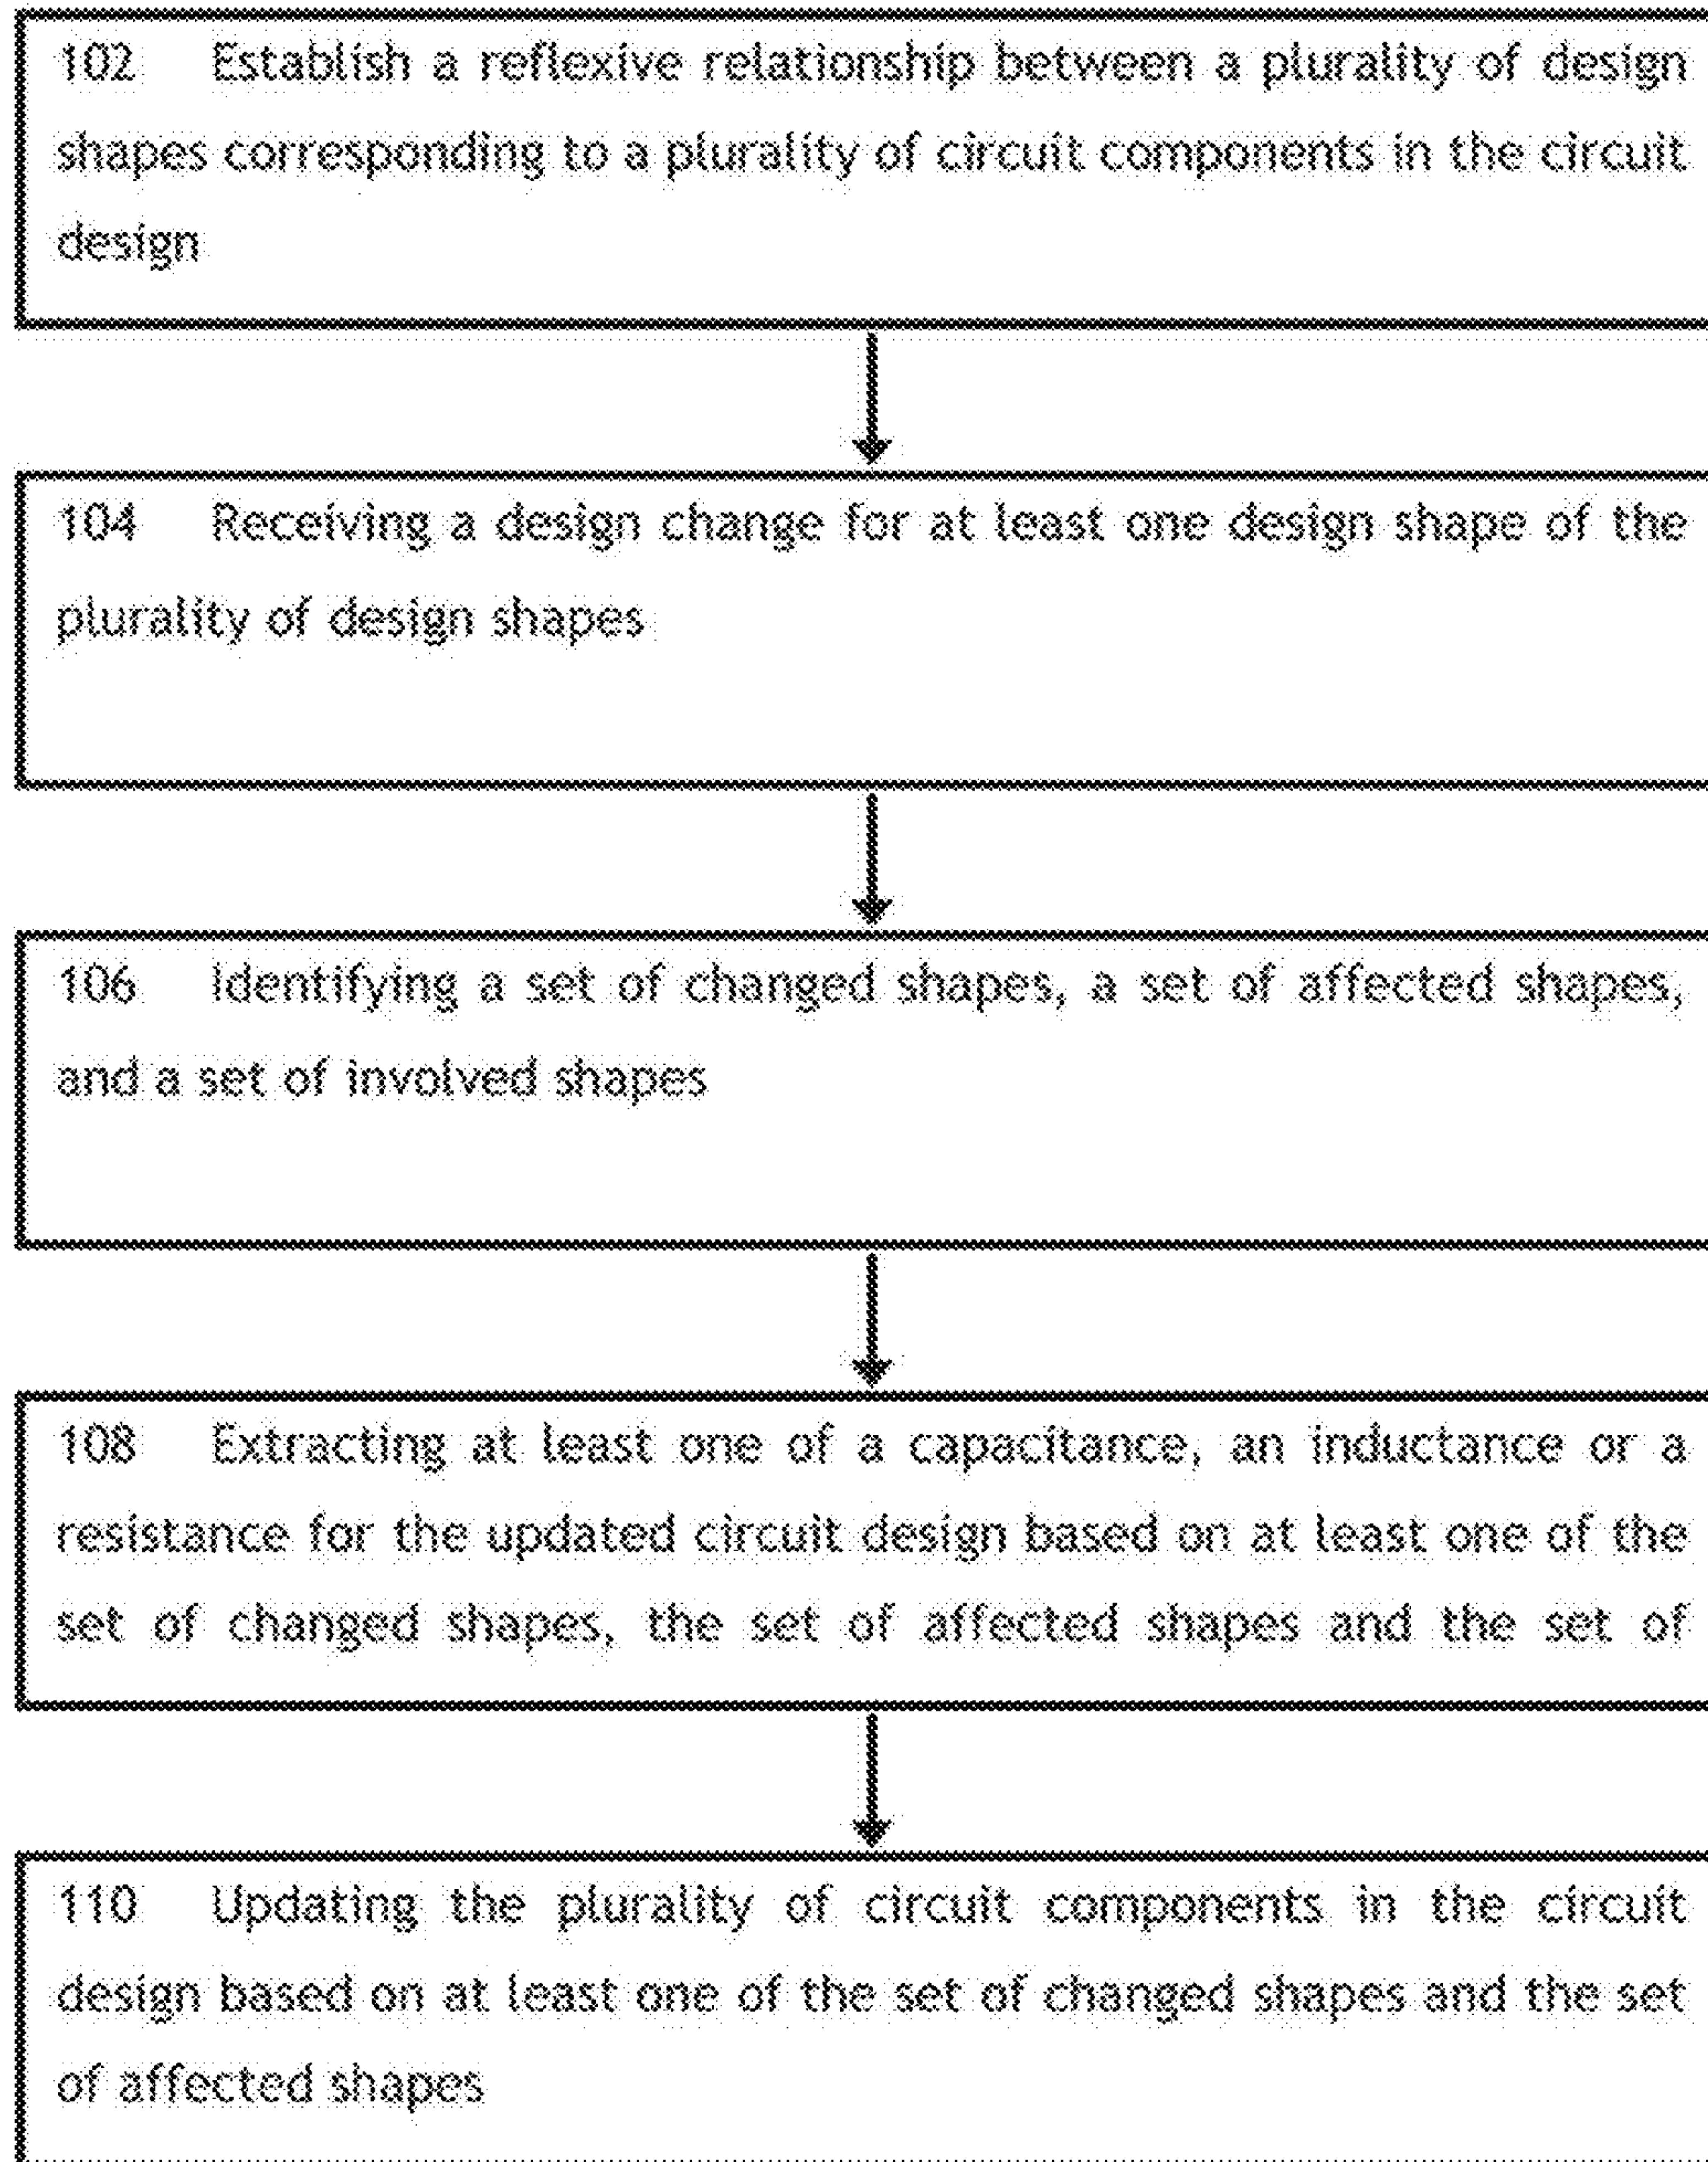 102 Establish a reflexive relationship between a plurality of design
shapes corresponding to a plurality of circuit components in the circuit
design
104 Receiving a design change for at least one design shape of the
plurality of design shapes
106 Identifying a set of changed shapes, a set of affected shapes,
and a set of involved shapes
108 Extracting at least one of a capacitance, an inductance or a
resistance for the updated circuit design based on at least one of the
set of changed shapes, the set of affected shapes and the set of
110 Updating the plurality of circuit components in the circuit
design based on at least one of the set of changed shapes and the set
of affected shapes